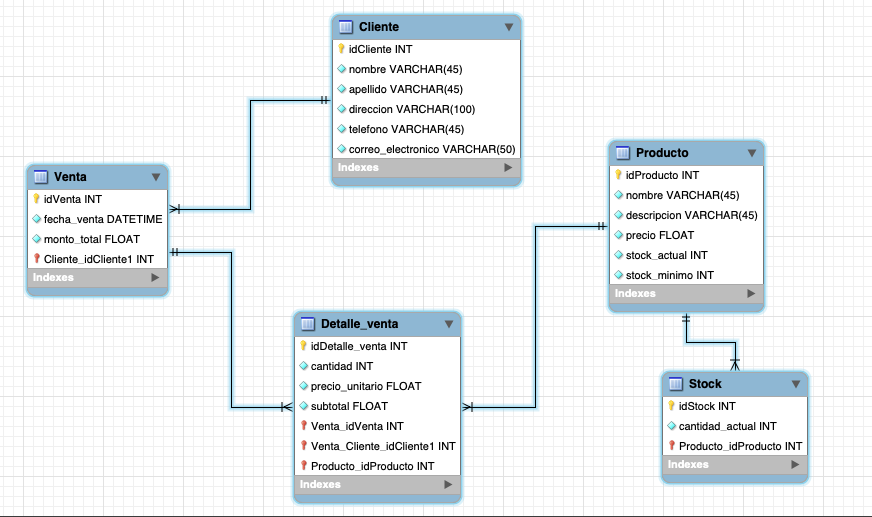 Cliente
idCliente INT
nombre VARCHAR(45)
apellido VARCHAR(45)
direccion VARCHAR(100)
telefono VARCHAR(45)
correo_electronico VARCHAR(50)
Indexes
Venta
idVenta INT
fecha_venta DATETIME
monto_total FLOAT
Cliente_idCliente1 INT
Indexes
Producto
idProducto INT
nombre VARCHAR(45)
descripcion VARCHAR(45)
precio FLOAT
stock_actual INT
stock_minimo INT
Indexes
Detalle_venta
idDetalle_venta INT
cantidad INT
precio_unitario FLOAT
subtotal FLOAT
Venta_idVenta INT
Venta_Cliente_idCliente1 INT
Producto_idProducto INT
Indexes
Stock
idStock INT
cantidad_actual INT
Producto_idProducto INT
Indexes